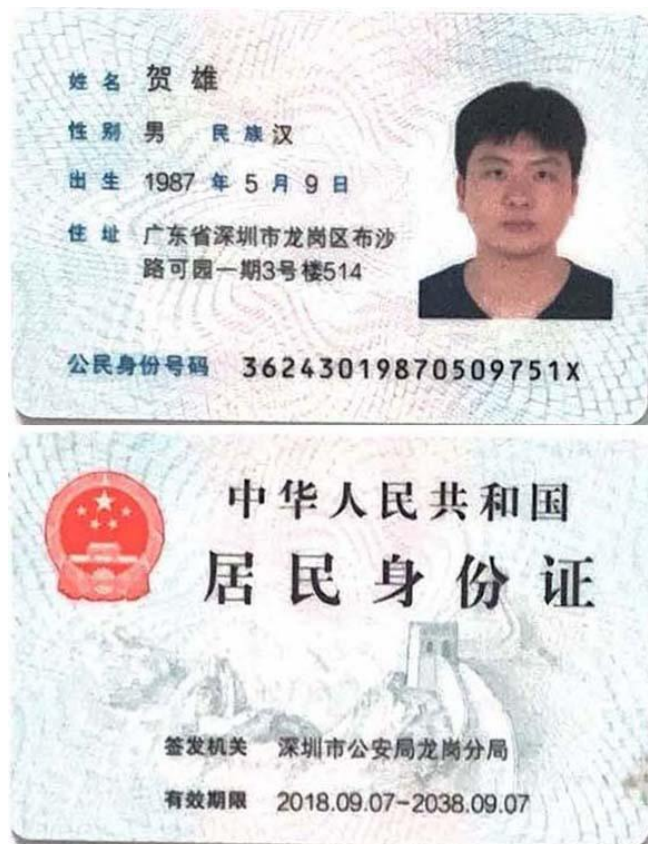 姓名 贺雄
性别 男 民族 汉
出生 1987 年 5 月 9 日
住址 广东省深圳市龙岗区布沙
路可园一期3号楼514
公民身份号码 36243019870509751X
中华人民共和国
居民身份证
签发机关 深圳市公安局龙岗分局
有效期限 2018.09.07-2038.09.07